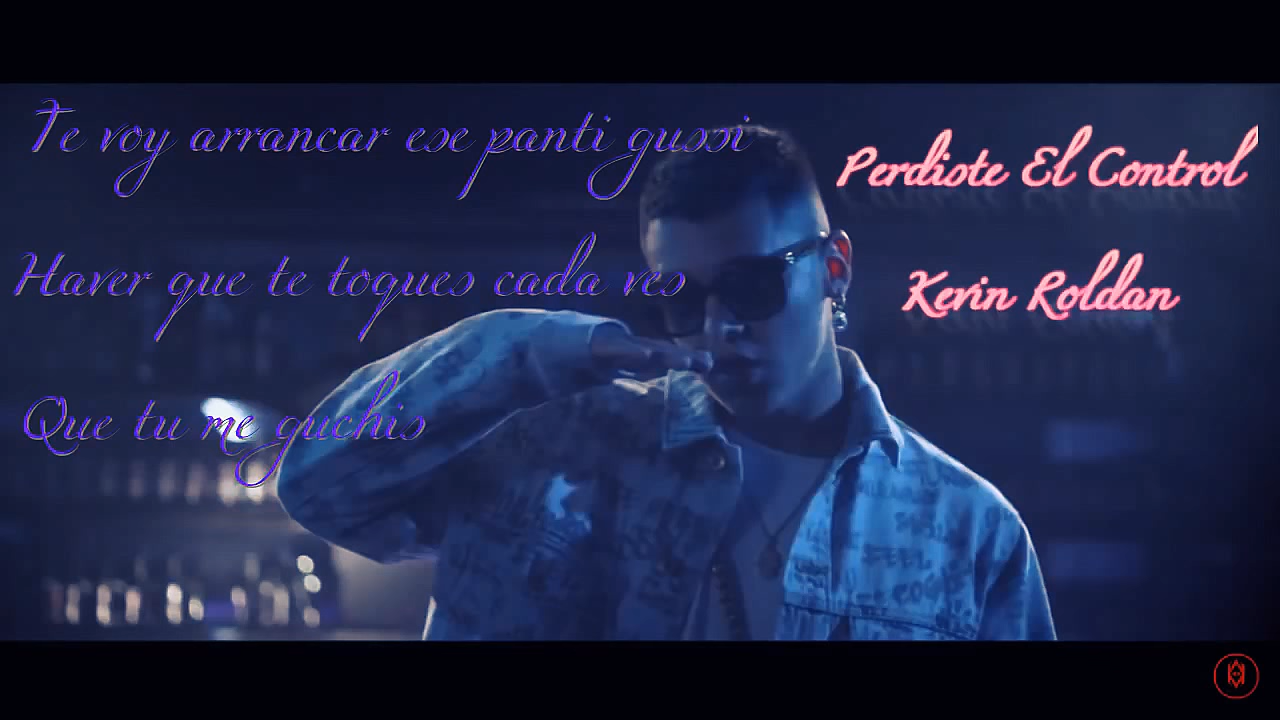 Te voy arrancar ese panti gussi
Haver que te toques cada ves
Que tu me guchis
Perdiste El Control
Kevin Roldan